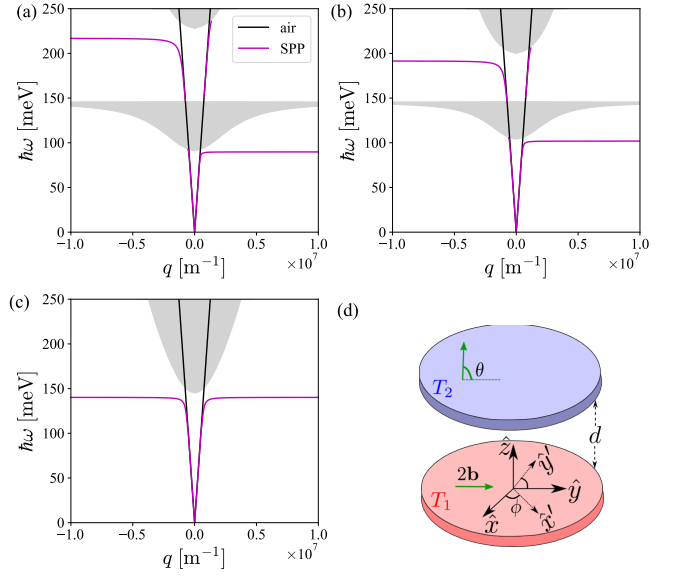 (a)
250
200
150
100
50
0
ħω [meV]
air
SPP
−1.0 −0.5 0.0 0.5 1.0
×10⁷
q [m⁻¹]
(b)
250
200
150
100
50
0
ħω [meV]
−1.0 −0.5 0.0 0.5 1.0
×10⁷
q [m⁻¹]
(c)
250
200
150
100
50
0
ħω [meV]
−1.0 −0.5 0.0 0.5 1.0
×10⁷
q [m⁻¹]
(d)
θ
T₂
d
ẑ
ŷ′
2b
ŷ
T₁
x̂
ϕ
x̂′